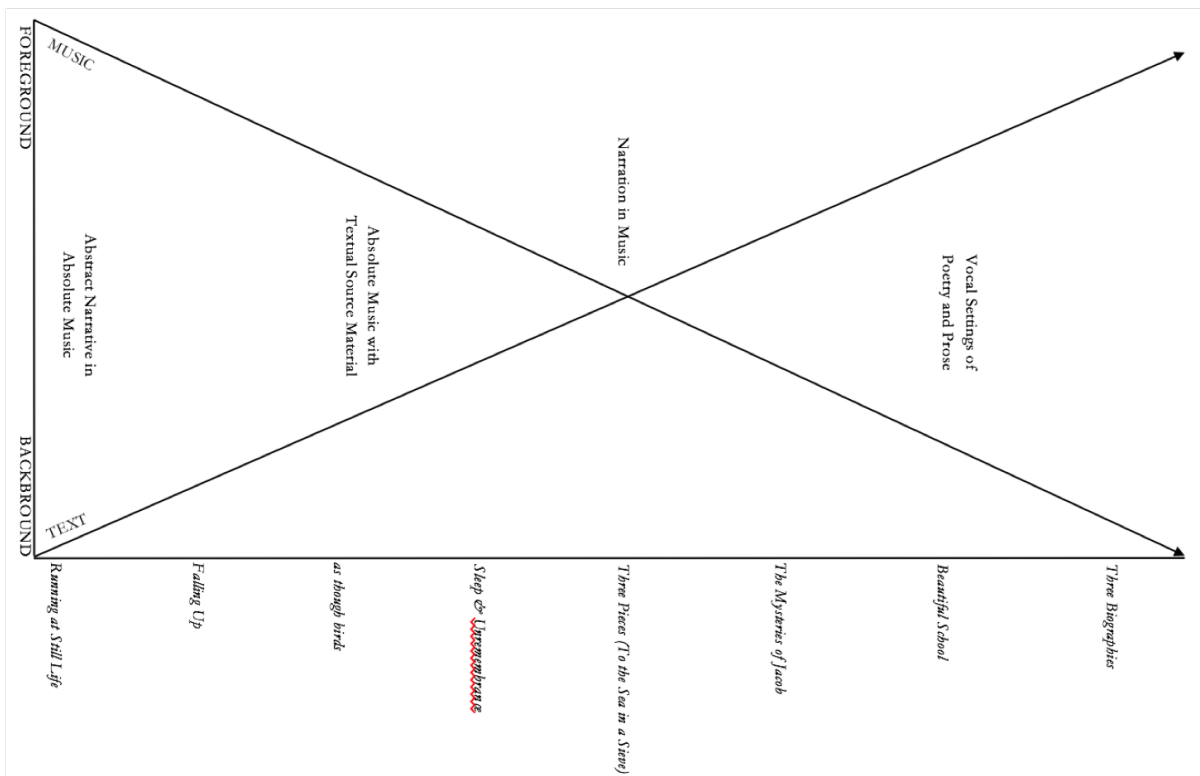 FOREGROUND
BACKBROUND
MUSIC
TEXT
Abstract Narrative in
Absolute Music
Absolute Music with
Textual Source Material
Narration in Music
Vocal Settings of
Poetry and Prose
Running at Still Life
Falling Up
as though birds
Sleep & Unremembrance
Three Pieces (To the Sea in a Sieve)
The Mysteries of Jacob
Beautiful School
Three Biographies